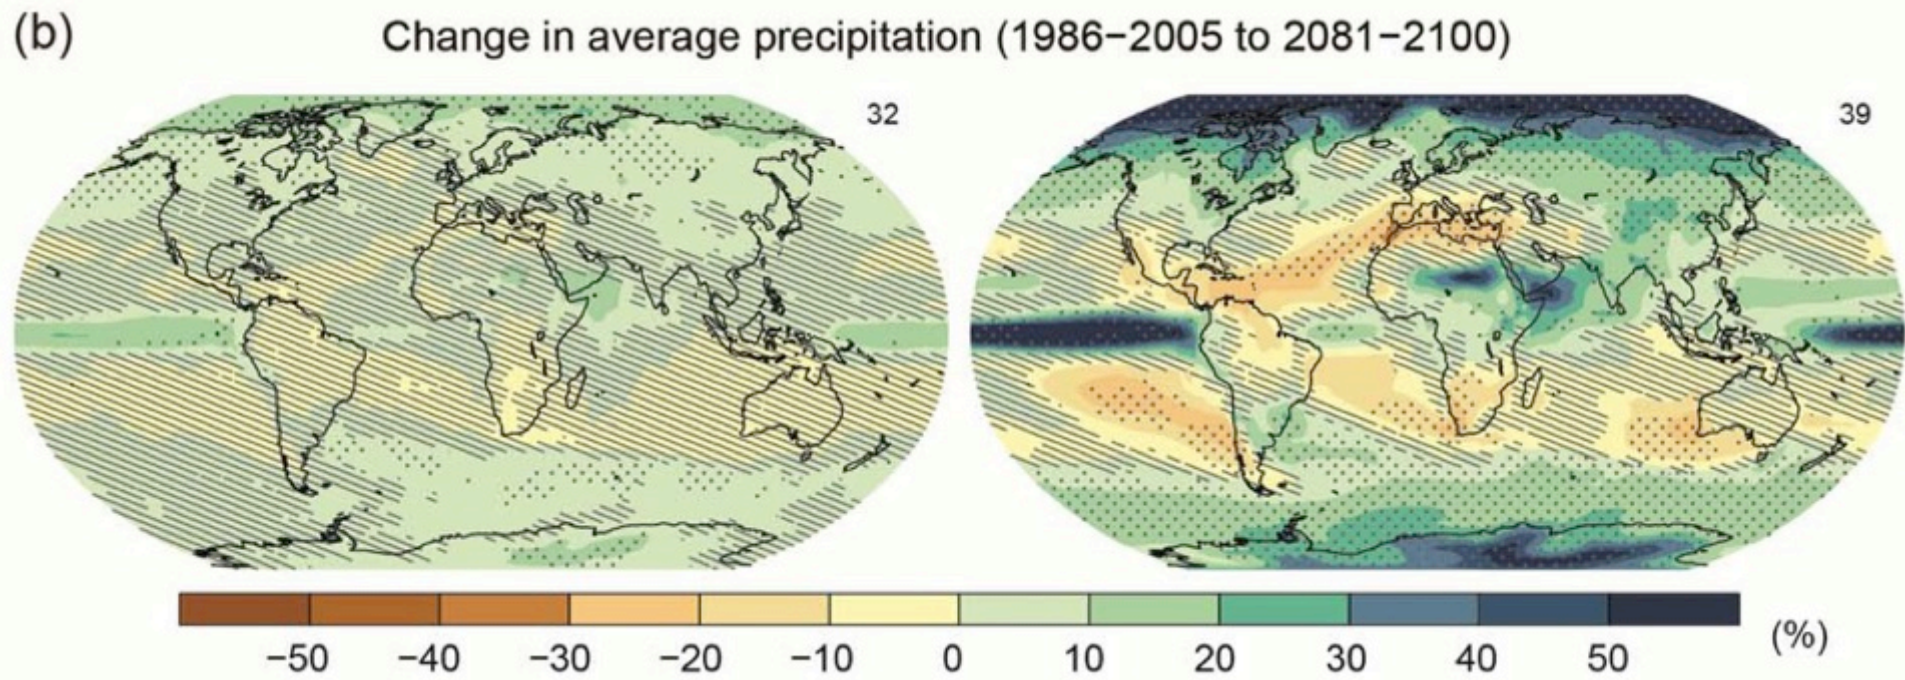 (b)
Change in average precipitation (1986−2005 to 2081−2100)
32
39
−50 −40 −30 −20 −10 0 10 20 30 40 50 (%)